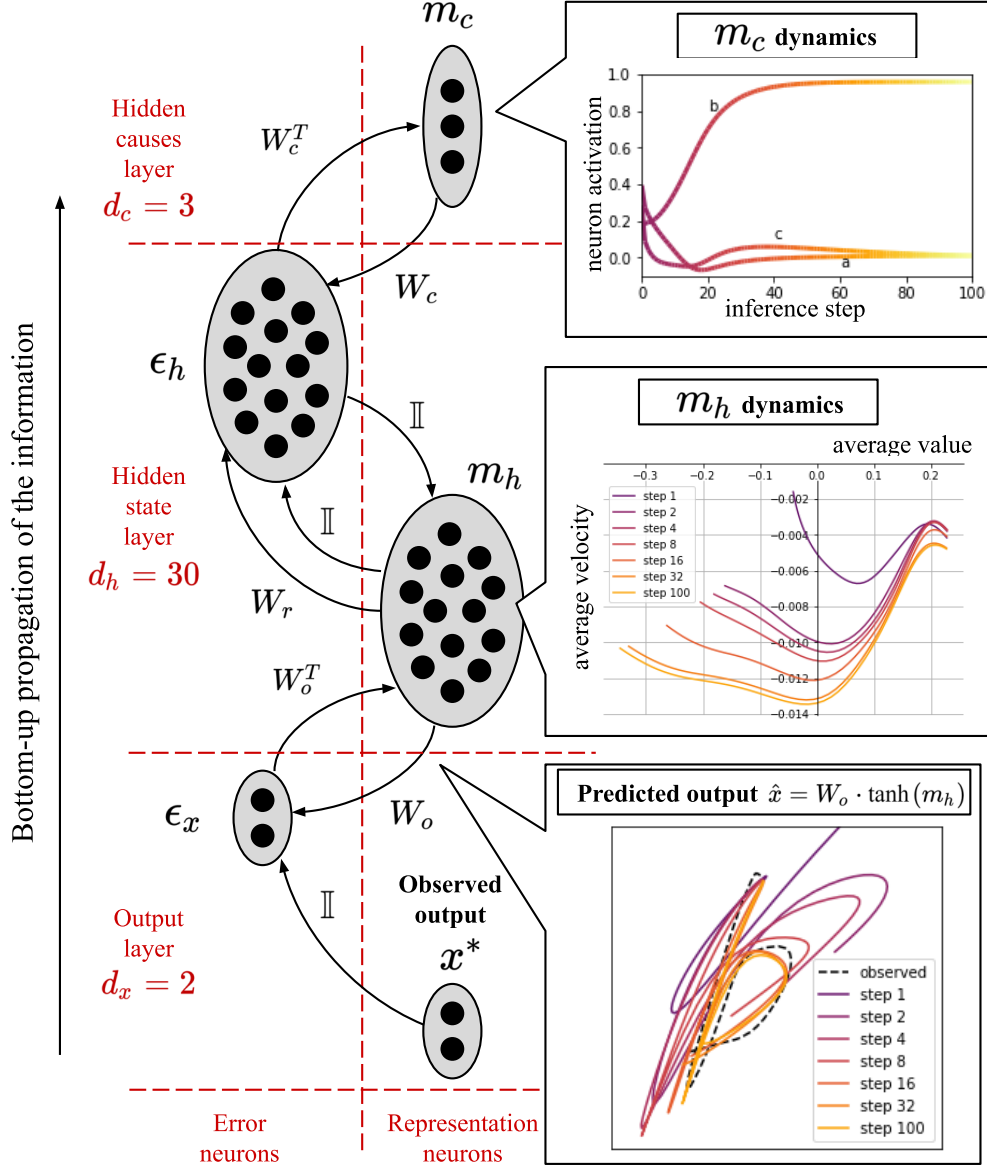 Bottom-up propagation of the information
Hidden
causes
layer
d_c = 3
Hidden
state
layer
d_h = 30
Output
layer
d_x = 2
m_c
W_c^T
W_c
ϵ_h
𝕀
m_h
𝕀
W_r
W_o^T
ϵ_x
W_o
𝕀
Observed
output
x*
Error
neurons
Representation
neurons
m_c dynamics
neuron activation
1.0
0.8
0.6
0.4
0.2
0.0
b
c
a
0 20 40 60 80 100
inference step
m_h dynamics
average value
−0.3 −0.2 −0.1 0.0 0.1 0.2
average velocity
−0.002
−0.004
−0.006
−0.008
−0.010
−0.012
−0.014
step 1
step 2
step 4
step 8
step 16
step 32
step 100
Predicted output x̂ = W_o · tanh(m_h)
observed
step 1
step 2
step 4
step 8
step 16
step 32
step 100